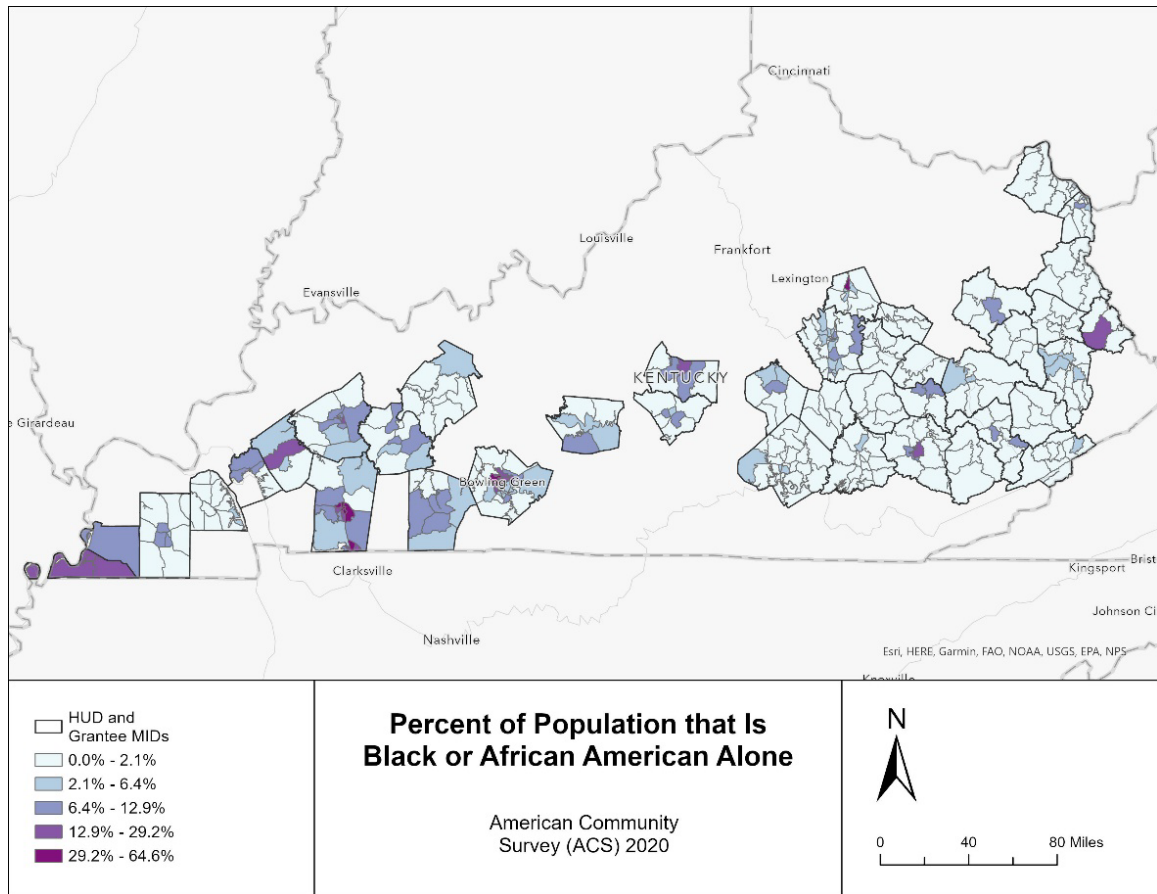 Cincinnati
Louisville
Frankfort
Lexington
Evansville
KENTUCKY
e Girardeau
Bowling Green
Clarksville
Kingsport
Brist
Johnson Cit
Nashville
Esri, HERE, Garmin, FAO, NOAA, USGS, EPA, NPS
Knoxville
HUD and
Grantee MIDs
0.0% - 2.1%
2.1% - 6.4%
6.4% - 12.9%
12.9% - 29.2%
29.2% - 64.6%
Percent of Population that Is
Black or African American Alone
American Community
Survey (ACS) 2020
N
0 40 80 Miles